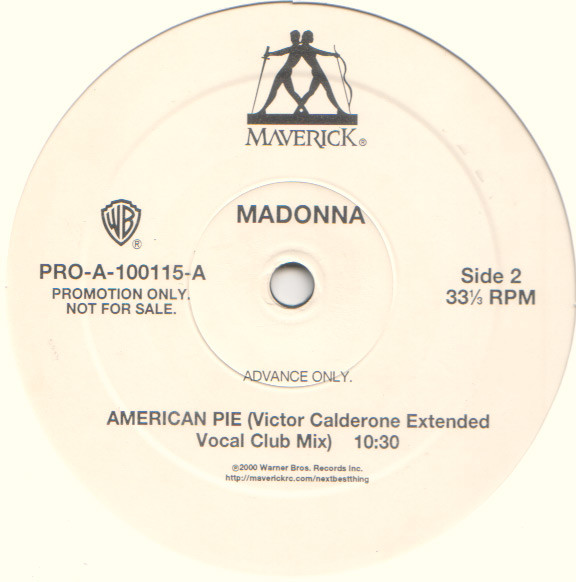 MAVERICK®
MADONNA
WB®
PRO-A-100115-A
PROMOTION ONLY.
NOT FOR SALE.
Side 2
33⅓ RPM
ADVANCE ONLY.
AMERICAN PIE (Victor Calderone Extended
Vocal Club Mix) 10:30
℗2000 Warner Bros. Records Inc.
http://maverickrc.com/nextbestthing